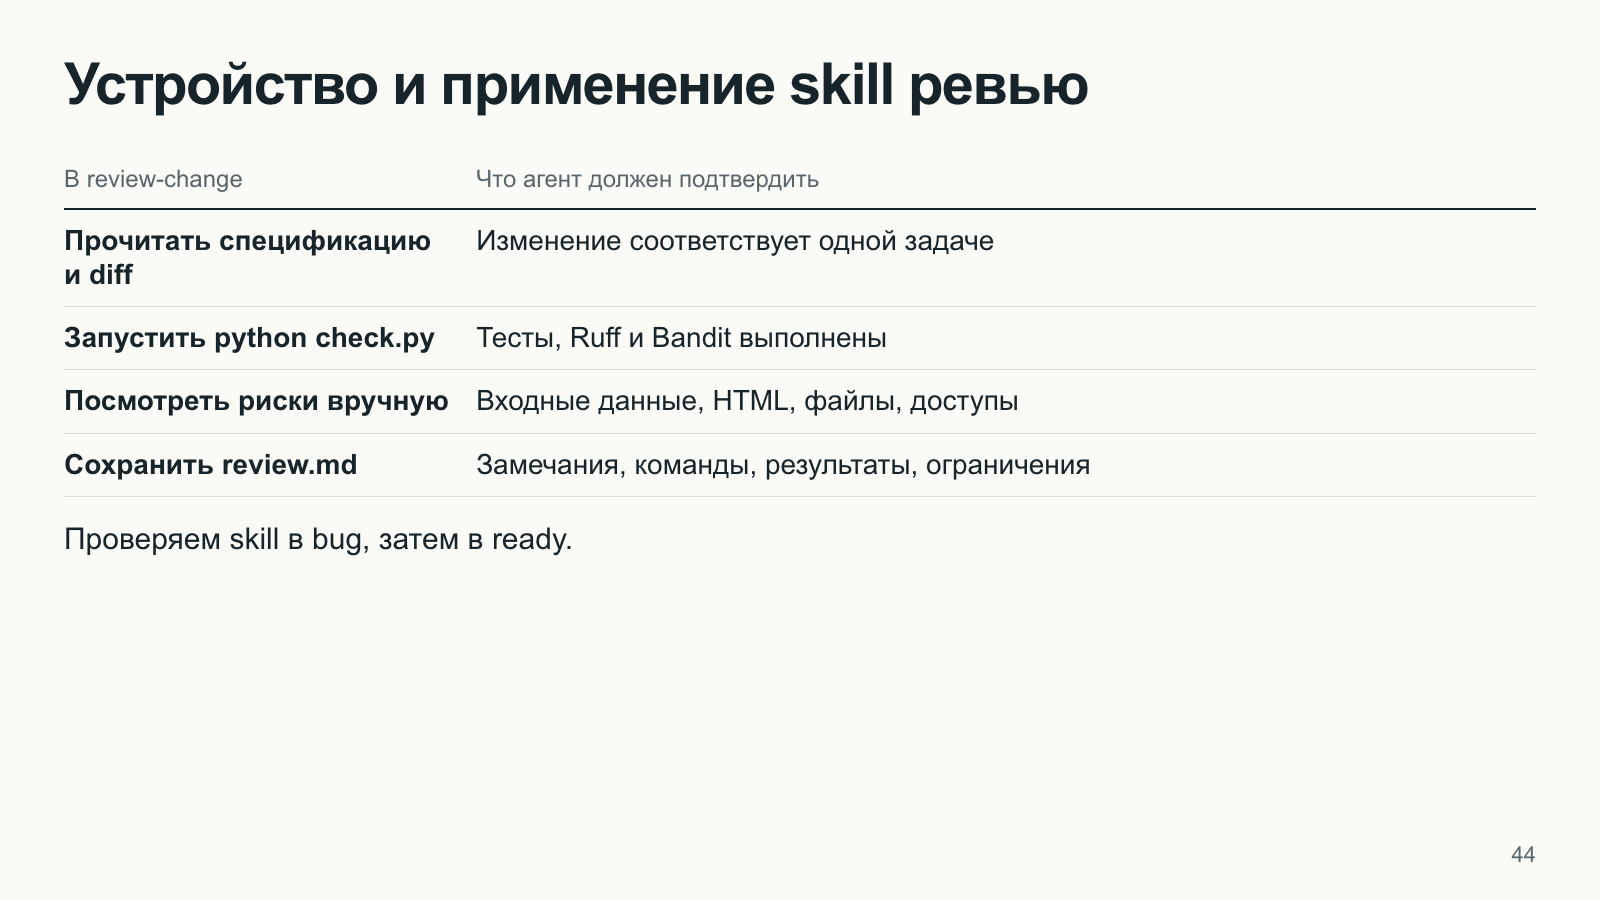 Устройство и применение skill ревью
В review-change
Что агент должен подтвердить
Прочитать спецификацию
и diff
Изменение соответствует одной задаче
Запустить python check.py
Тесты, Ruff и Bandit выполнены
Посмотреть риски вручную
Входные данные, HTML, файлы, доступы
Сохранить review.md
Замечания, команды, результаты, ограничения
Проверяем skill в bug, затем в ready.
44